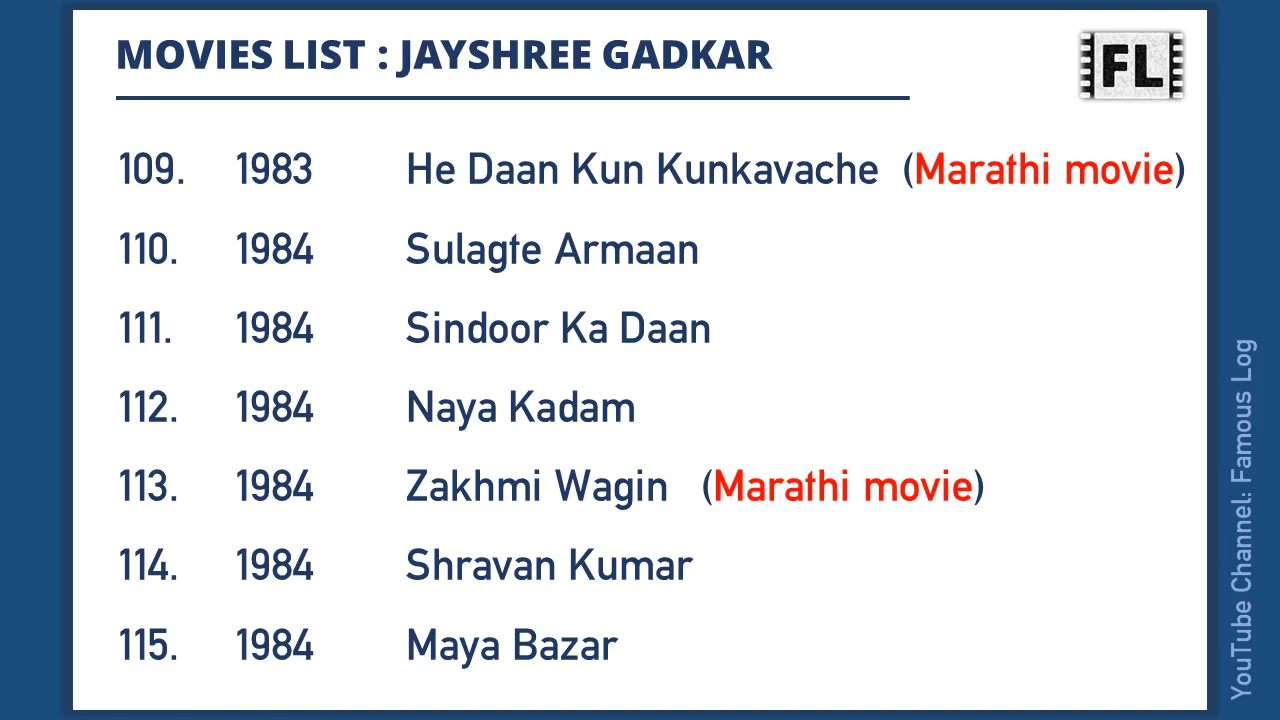 MOVIES LIST : JAYSHREE GADKAR
FL
109. 1983 He Daan Kun Kunkavache (Marathi movie)
110. 1984 Sulagte Armaan
111. 1984 Sindoor Ka Daan
112. 1984 Naya Kadam
113. 1984 Zakhmi Wagin (Marathi movie)
114. 1984 Shravan Kumar
115. 1984 Maya Bazar
YouTube Channel: Famous Log